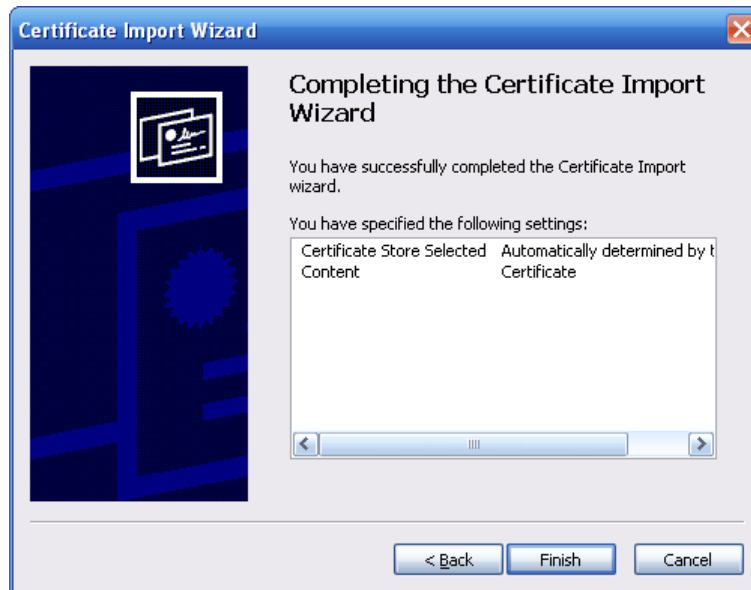 Certificate Import Wizard
Completing the Certificate Import
Wizard
You have successfully completed the Certificate Import
wizard.
You have specified the following settings:
Certificate Store Selected Automatically determined by t
Content Certificate
< Back Finish Cancel